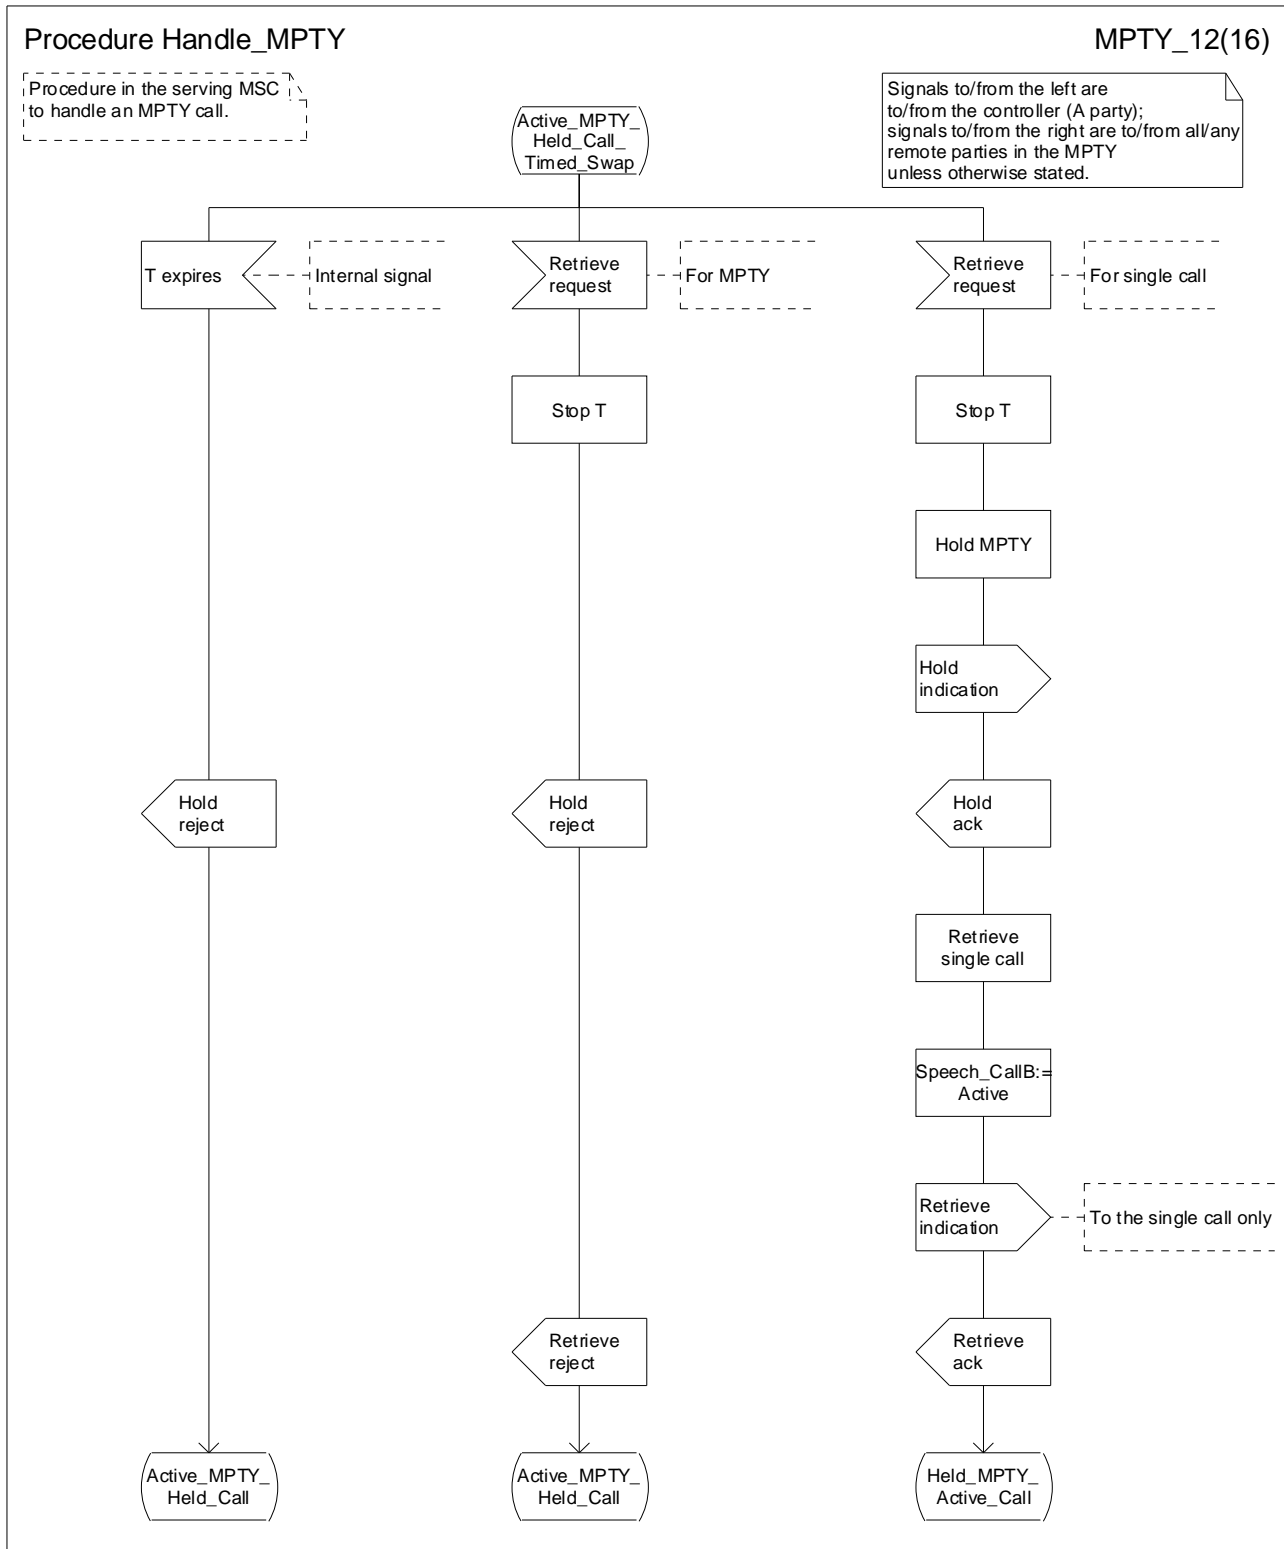 Procedure Handle_MPTY
MPTY_12(16)
Procedure in the serving MSC
to handle an MPTY call.
Signals to/from the left are
to/from the controller (A party);
signals to/from the right are to/from all/any
remote parties in the MPTY
unless otherwise stated.
Active_MPTY_
Held_Call_
Timed_Swap
T expires
Internal signal
Retrieve
request
For MPTY
Retrieve
request
For single call
Stop T
Stop T
Hold MPTY
Hold
indication
Hold
reject
Hold
reject
Hold
ack
Retrieve
single call
Speech_CallB:=
Active
Retrieve
indication
To the single call only
Retrieve
reject
Retrieve
ack
Active_MPTY_
Held_Call
Active_MPTY_
Held_Call
Held_MPTY_
Active_Call